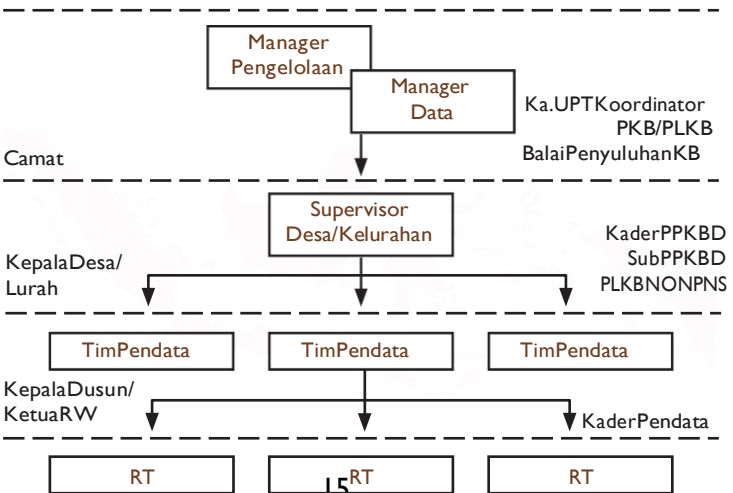 Manager
Pengelolaan
Manager
Data
Ka.UPTKoordinator
PKB/PLKB
BalaiPenyuluhanKB
Camat
Supervisor
Desa/Kelurahan
KaderPPKBD
SubPPKBD
PLKBNONPNS
KepalaDesa/
Lurah
TimPendata
TimPendata
TimPendata
KepalaDusun/
KetuaRW
KaderPendata
RT
RT
RT
15